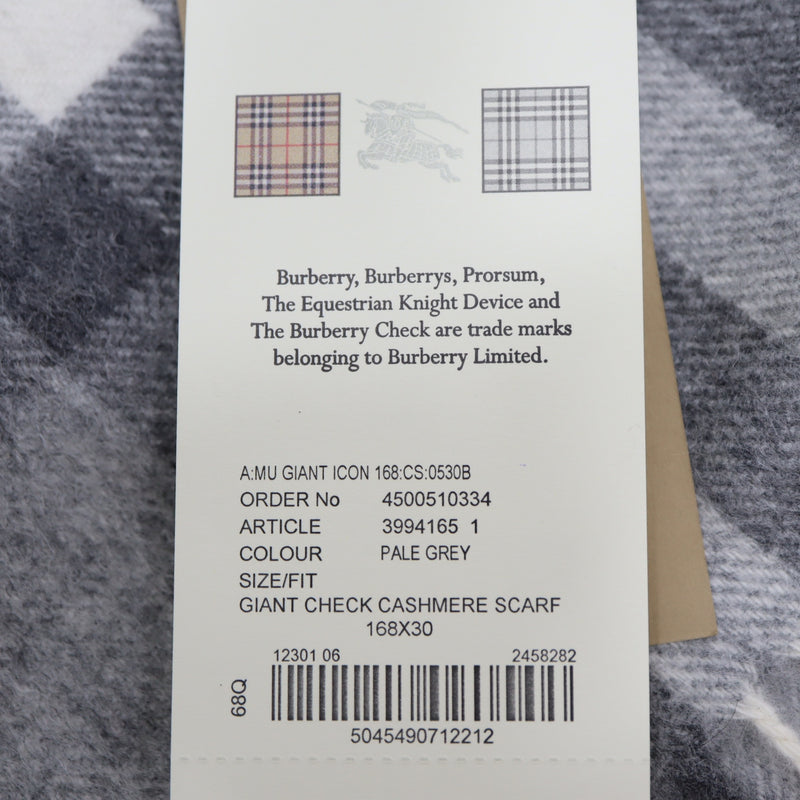 Burberry, Burberrys, Prorsum,
The Equestrian Knight Device and
The Burberry Check are trade marks
belonging to Burberry Limited.
A:MU GIANT ICON 168:CS:0530B
ORDER No 4500510334
ARTICLE 3994165 1
COLOUR PALE GREY
SIZE/FIT
GIANT CHECK CASHMERE SCARF
168X30
12301 06 2458282
68Q
5045490712212